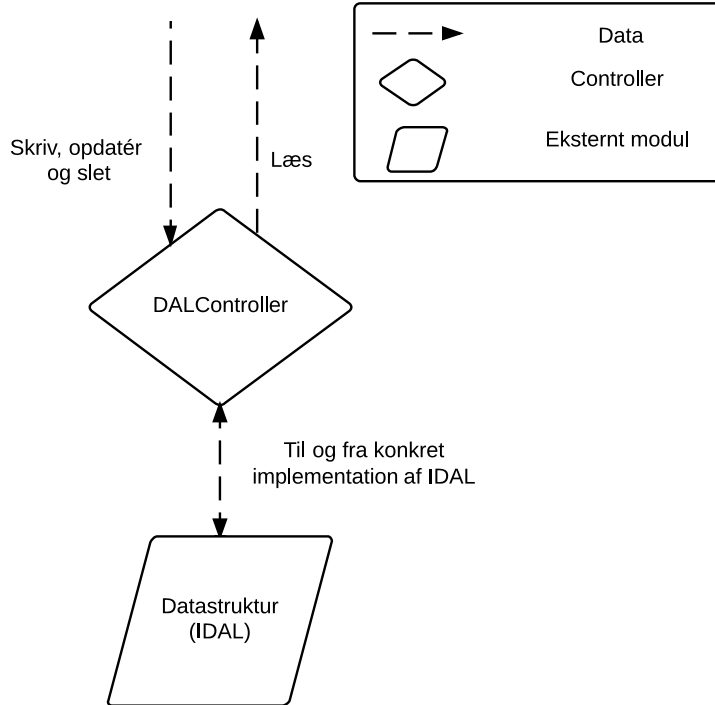 Data
Controller
Eksternt modul
Skriv, opdatér
og slet
Læs
DALController
Til og fra konkret
implementation af IDAL
Datastruktur
(IDAL)